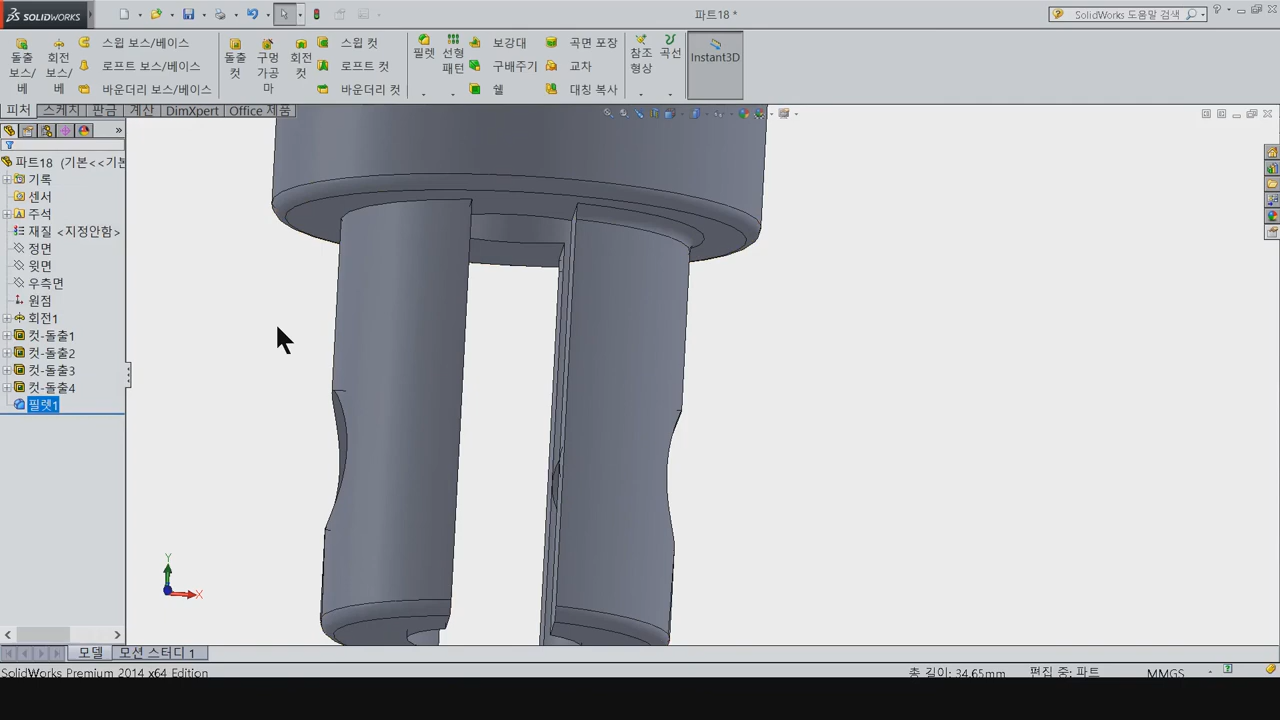 SOLIDWORKS
파트18 *
SolidWorks 도움말 검색
돌출 보스/베
회전 보스/베
스윕 보스/베이스
로프트 보스/베이스
바운더리 보스/베이스
돌출 컷
구멍 가공 마
회전 컷
스윕 컷
로프트 컷
바운더리 컷
필렛
선형 패턴
보강대
구배주기
쉘
곡면 포장
교차
대칭 복사
참조 형상
곡선
Instant3D
피처
스케치
판금
계산
DimXpert
Office 제품
파트18 (기본<<기본
기록
센서
주석
재질 <지정안함>
정면
윗면
우측면
원점
회전1
컷-돌출1
컷-돌출2
컷-돌출3
컷-돌출4
필렛1
Y
X
모델
모션 스터디 1
SolidWorks Premium 2014 x64 Edition
총 길이: 34.65mm
편집 중: 파트
MMGS